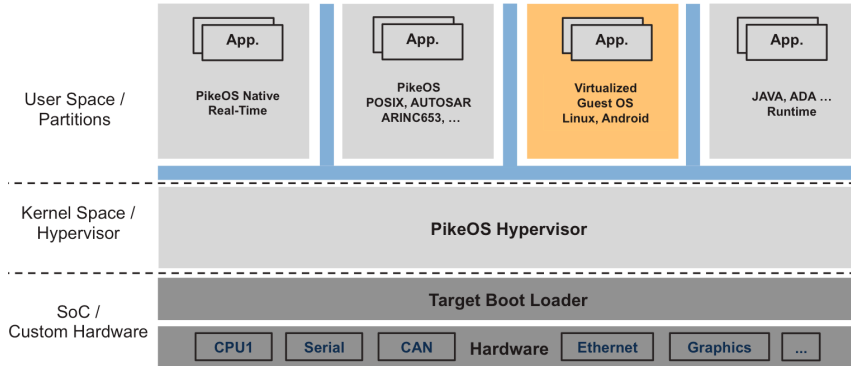 User Space /
Partitions
App.
PikeOS Native
Real-Time
App.
PikeOS
POSIX, AUTOSAR
ARINC653, ...
App.
Virtualized
Guest OS
Linux, Android
App.
JAVA, ADA ...
Runtime
Kernel Space /
Hypervisor
PikeOS Hypervisor
SoC /
Custom Hardware
Target Boot Loader
CPU1
Serial
CAN
Hardware
Ethernet
Graphics
...